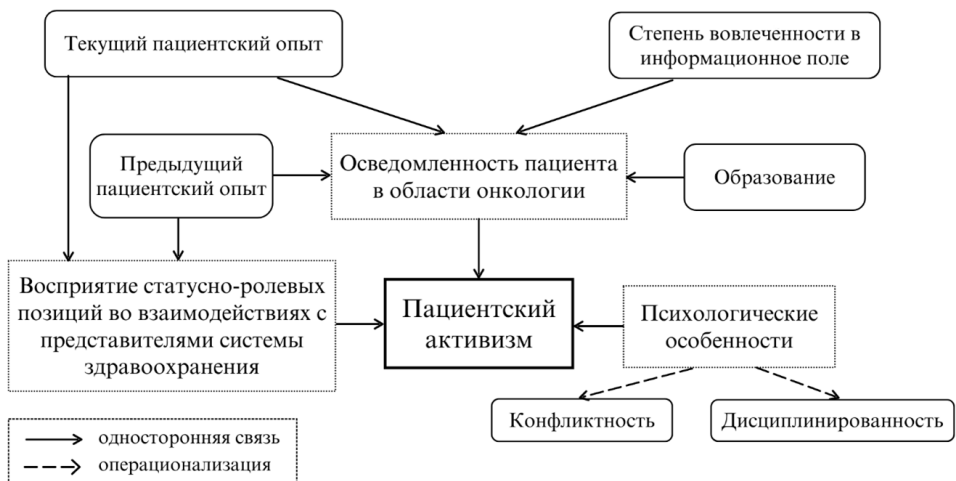 Текущий пациентский опыт
Степень вовлеченности в
информационное поле
Предыдущий
пациентский опыт
Осведомленность пациента
в области онкологии
Образование
Восприятие статусно-ролевых
позиций во взаимодействиях с
представителями системы
здравоохранения
Пациентский
активизм
Психологические
особенности
Конфликтность
Дисциплинированность
односторонняя связь
операционализация